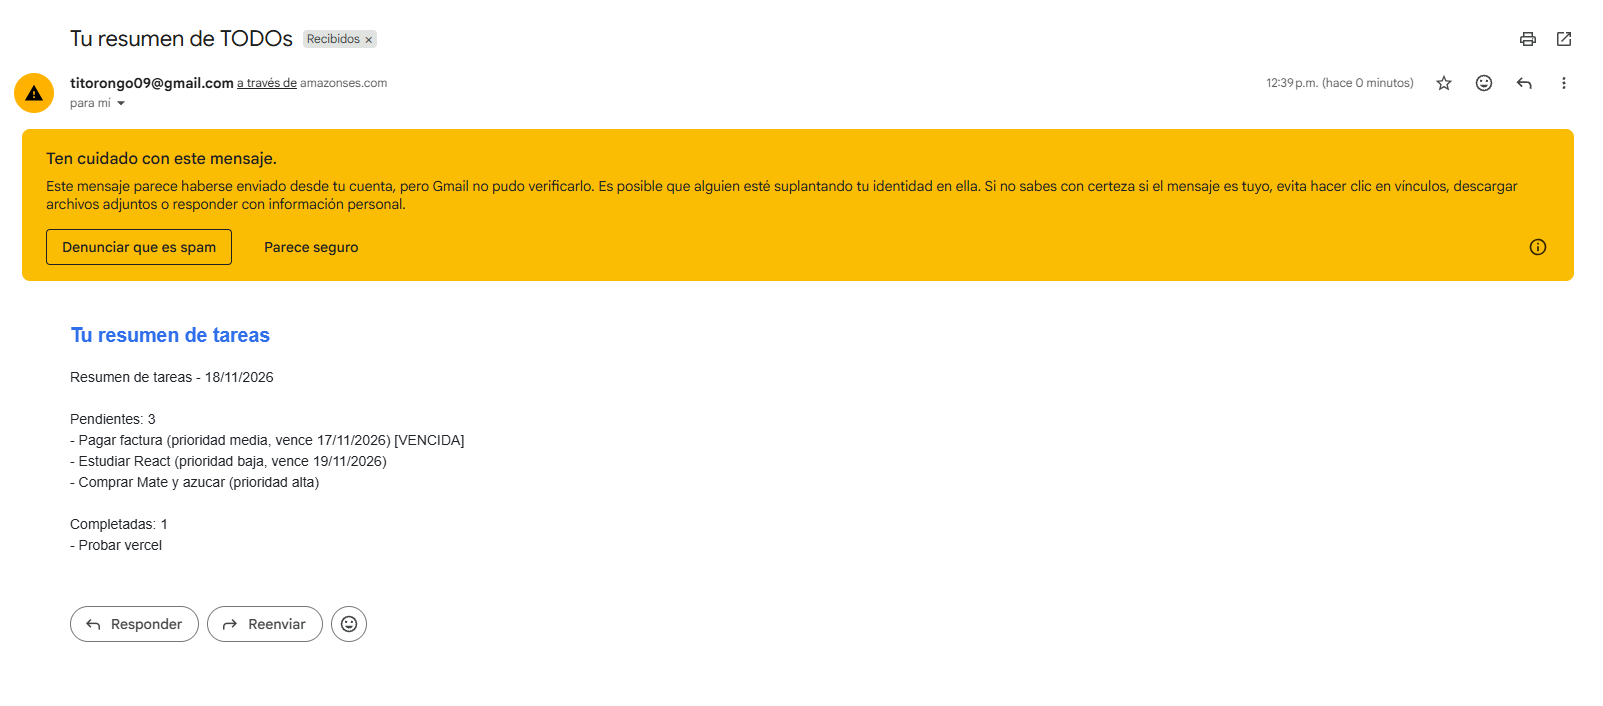 Tu resumen de TODOs Recibidos ×
titorongo09@gmail.com a través de amazonses.com
12:39 p.m. (hace 0 minutos)
para mí
Ten cuidado con este mensaje.
Este mensaje parece haberse enviado desde tu cuenta, pero Gmail no pudo verificarlo. Es posible que alguien esté suplantando tu identidad en ella. Si no sabes con certeza si el mensaje es tuyo, evita hacer clic en vínculos, descargar
archivos adjuntos o responder con información personal.
Denunciar que es spam Parece seguro
Tu resumen de tareas
Resumen de tareas - 18/11/2026
Pendientes: 3
- Pagar factura (prioridad media, vence 17/11/2026) [VENCIDA]
- Estudiar React (prioridad baja, vence 19/11/2026)
- Comprar Mate y azucar (prioridad alta)
Completadas: 1
- Probar vercel
Responder Reenviar